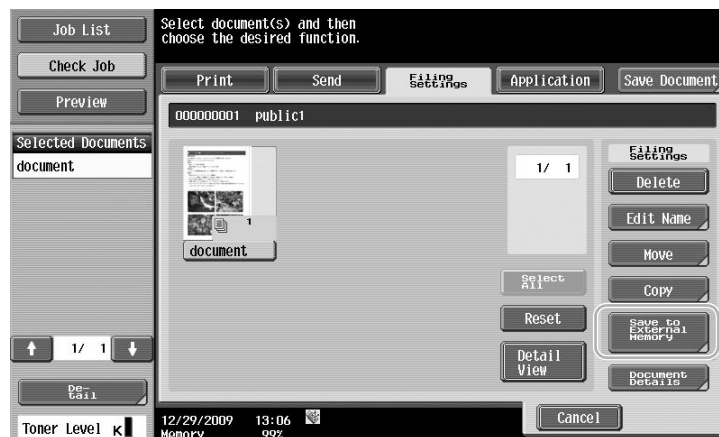 Job List
Check Job
Preview
Selected Documents
document
1/ 1
De-
tail
Toner Level K
Select document(s) and then
choose the desired function.
Print
Send
Filing
Settings
Application
Save Document
000000001 public1
1
document
1/ 1
Select
All
Reset
Detail
View
Filing
Settings
Delete
Edit Name
Move
Copy
Save to
External
Memory
Document
Details
Cancel
12/29/2009 13:06
Memory 99%